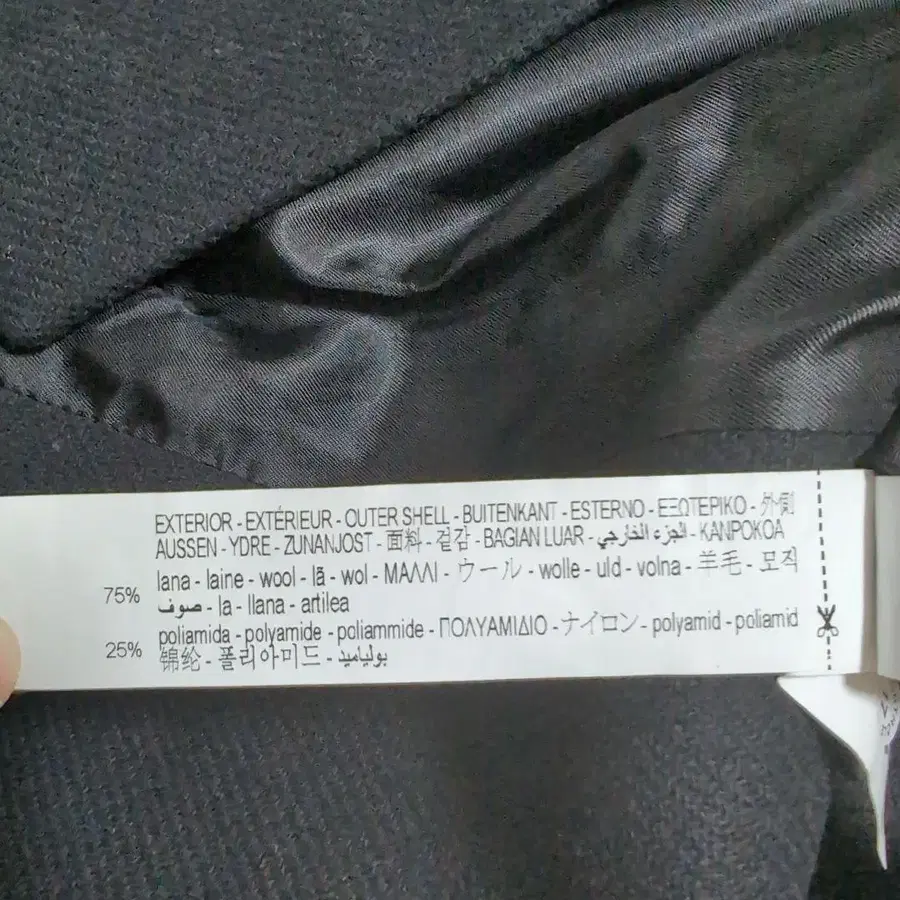 EXTERIOR - EXTÉRIEUR - OUTER SHELL - BUITENKANT - ESTERNO - ΕΞΩΤΕΡΙΚΟ - 外側
AUSSEN - YDRE - ZUNANJOST - 面料 - 겉감 - BAGIAN LUAR - الجزء الخارجي - KANPOKOA
75% lana - laine - wool - lã - wol - ΜΑΛΛΙ - ウール - wolle - uld - volna - 羊毛 - 모직
صوف - la - llana - artilea
25% poliamida - polyamide - poliammide - ΠΟΛΥΑΜΙΔΙΟ - ナイロン - polyamid - poliamid
锦纶 - 폴리아미드 - بولياميد